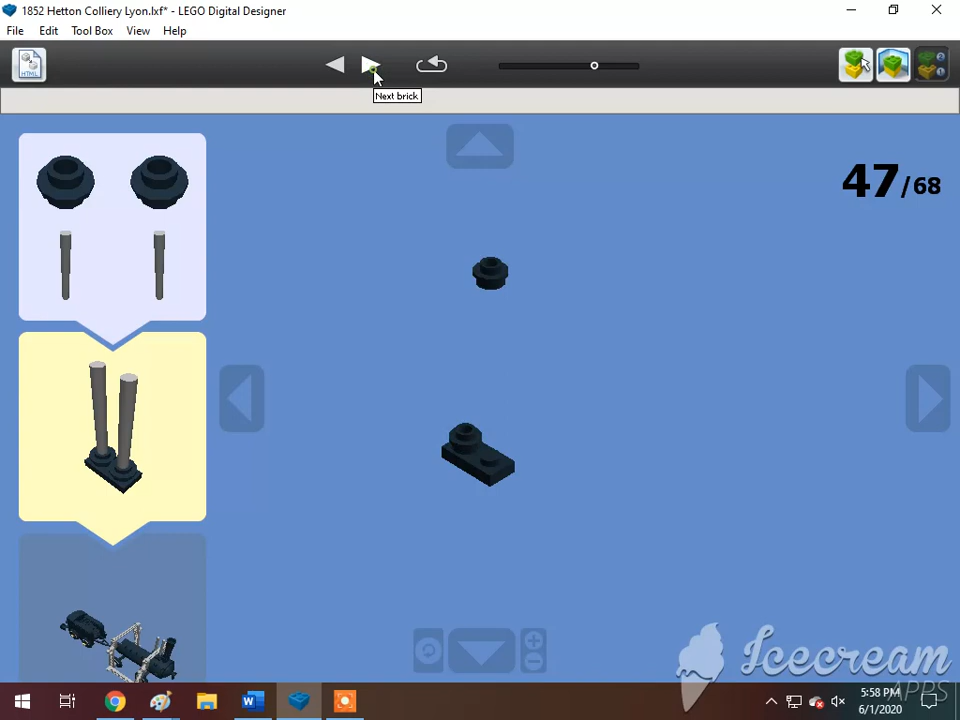 1852 Hetton Colliery Lyon.lxf* - LEGO Digital Designer
File Edit Tool Box View Help
HTML
Next brick
47/68
Icecream
APPS
5:58 PM
6/1/2020